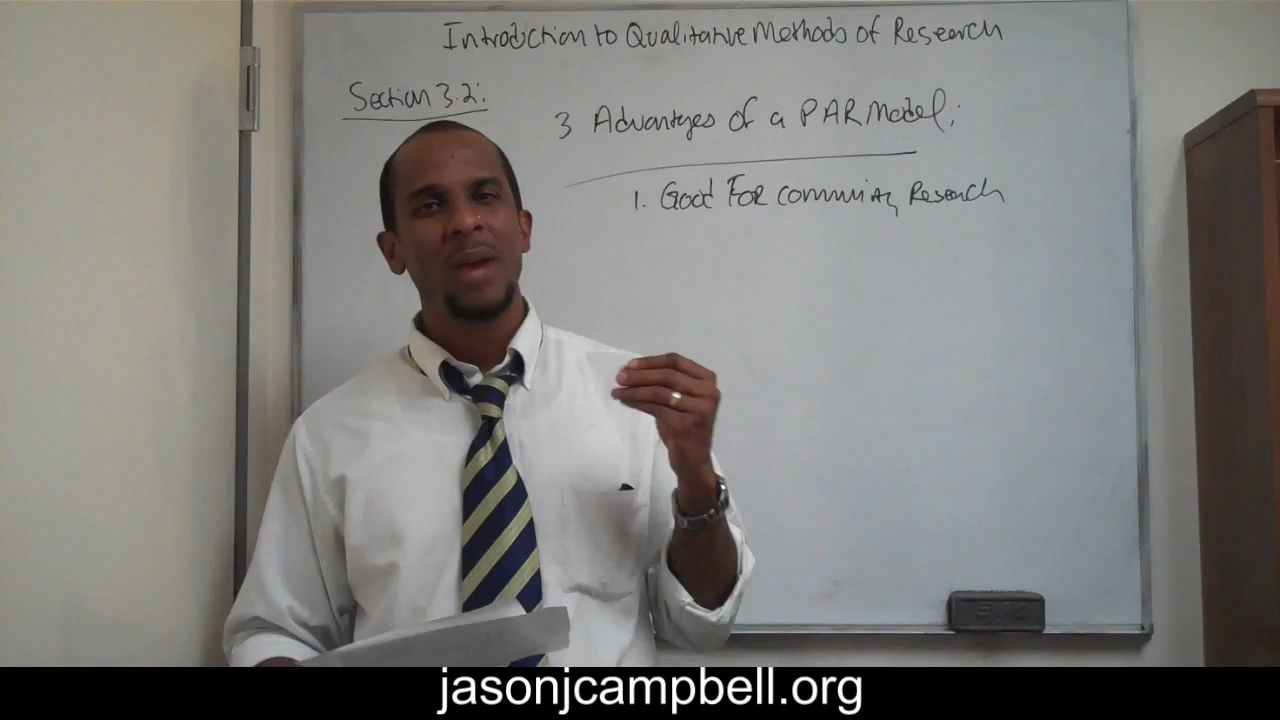 Introduction to Qualitative Methods of Research
Section 3.2:
3 Advantages of a PAR Model:
1. Good For community Research
jasonjcampbell.org